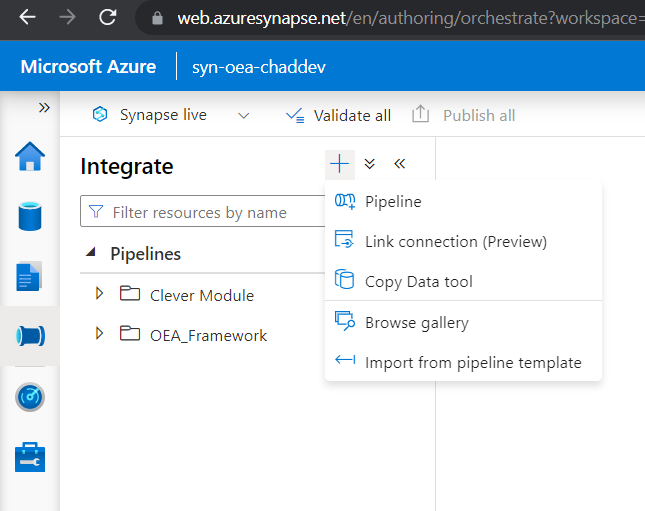 web.azuresynapse.net/en/authoring/orchestrate?workspace=
Microsoft Azure syn-oea-chaddev
Synapse live Validate all Publish all
Integrate
Filter resources by name
Pipelines
Clever Module
OEA_Framework
Pipeline
Link connection (Preview)
Copy Data tool
Browse gallery
Import from pipeline template